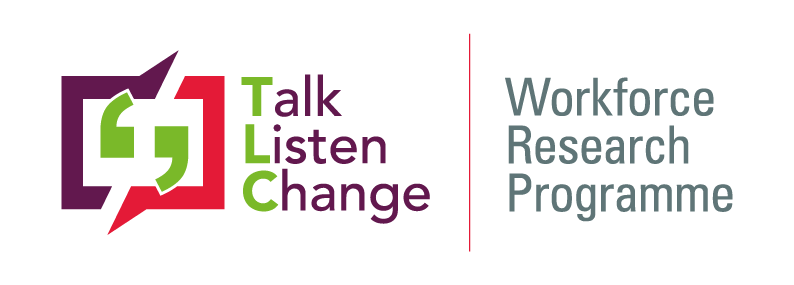 Talk
Listen
Change
Workforce
Research
Programme